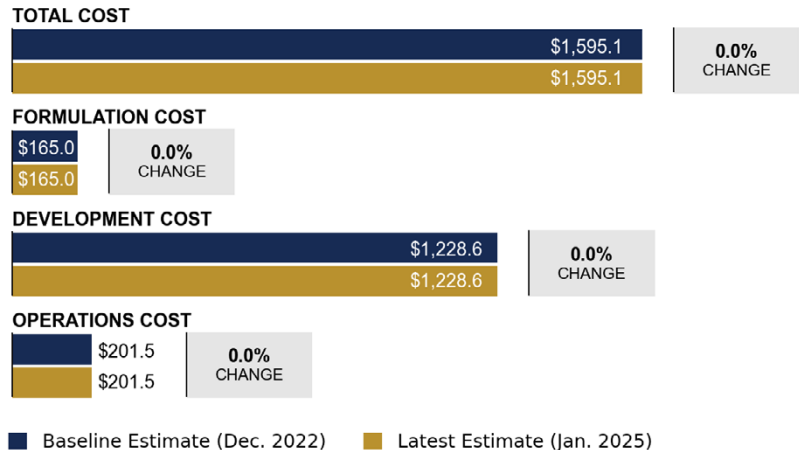 TOTAL COST
$1,595.1
$1,595.1
0.0%
CHANGE
FORMULATION COST
$165.0
$165.0
0.0%
CHANGE
DEVELOPMENT COST
$1,228.6
$1,228.6
0.0%
CHANGE
OPERATIONS COST
$201.5
$201.5
0.0%
CHANGE
Baseline Estimate (Dec. 2022) Latest Estimate (Jan. 2025)